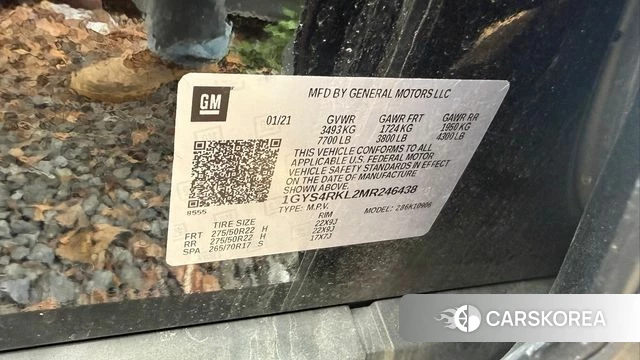 GM
MFD BY GENERAL MOTORS LLC
01/21 GVWR GAWR FRT GAWR RR
3493 KG 1724 KG 1950 KG
7700 LB 3800 LB 4300 LB
THIS VEHICLE CONFORMS TO ALL
APPLICABLE U.S. FEDERAL MOTOR
VEHICLE SAFETY STANDARDS IN EFFECT
ON THE DATE OF MANUFACTURE
SHOWN ABOVE.
1GYS4RKL2MR246438
8555
TYPE: M.P.V. MODEL:
TIRE SIZE RIM
FRT 275/50R22 H 22X9J
RR 275/50R22 H 22X9J
SPA 265/70R17 S 17X7J
CARSKOREA